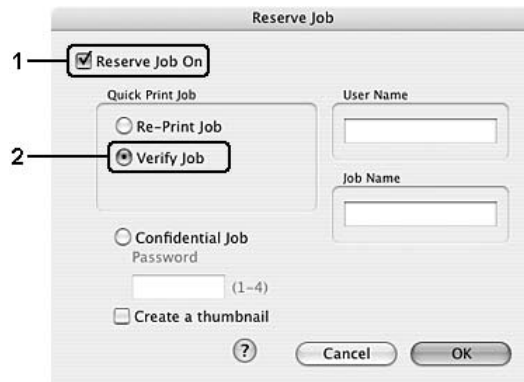 Reserve Job
1
Reserve Job On
Quick Print Job
Re-Print Job
2
Verify Job
User Name
Job Name
Confidential Job
Password
(1-4)
Create a thumbnail
?
Cancel
OK